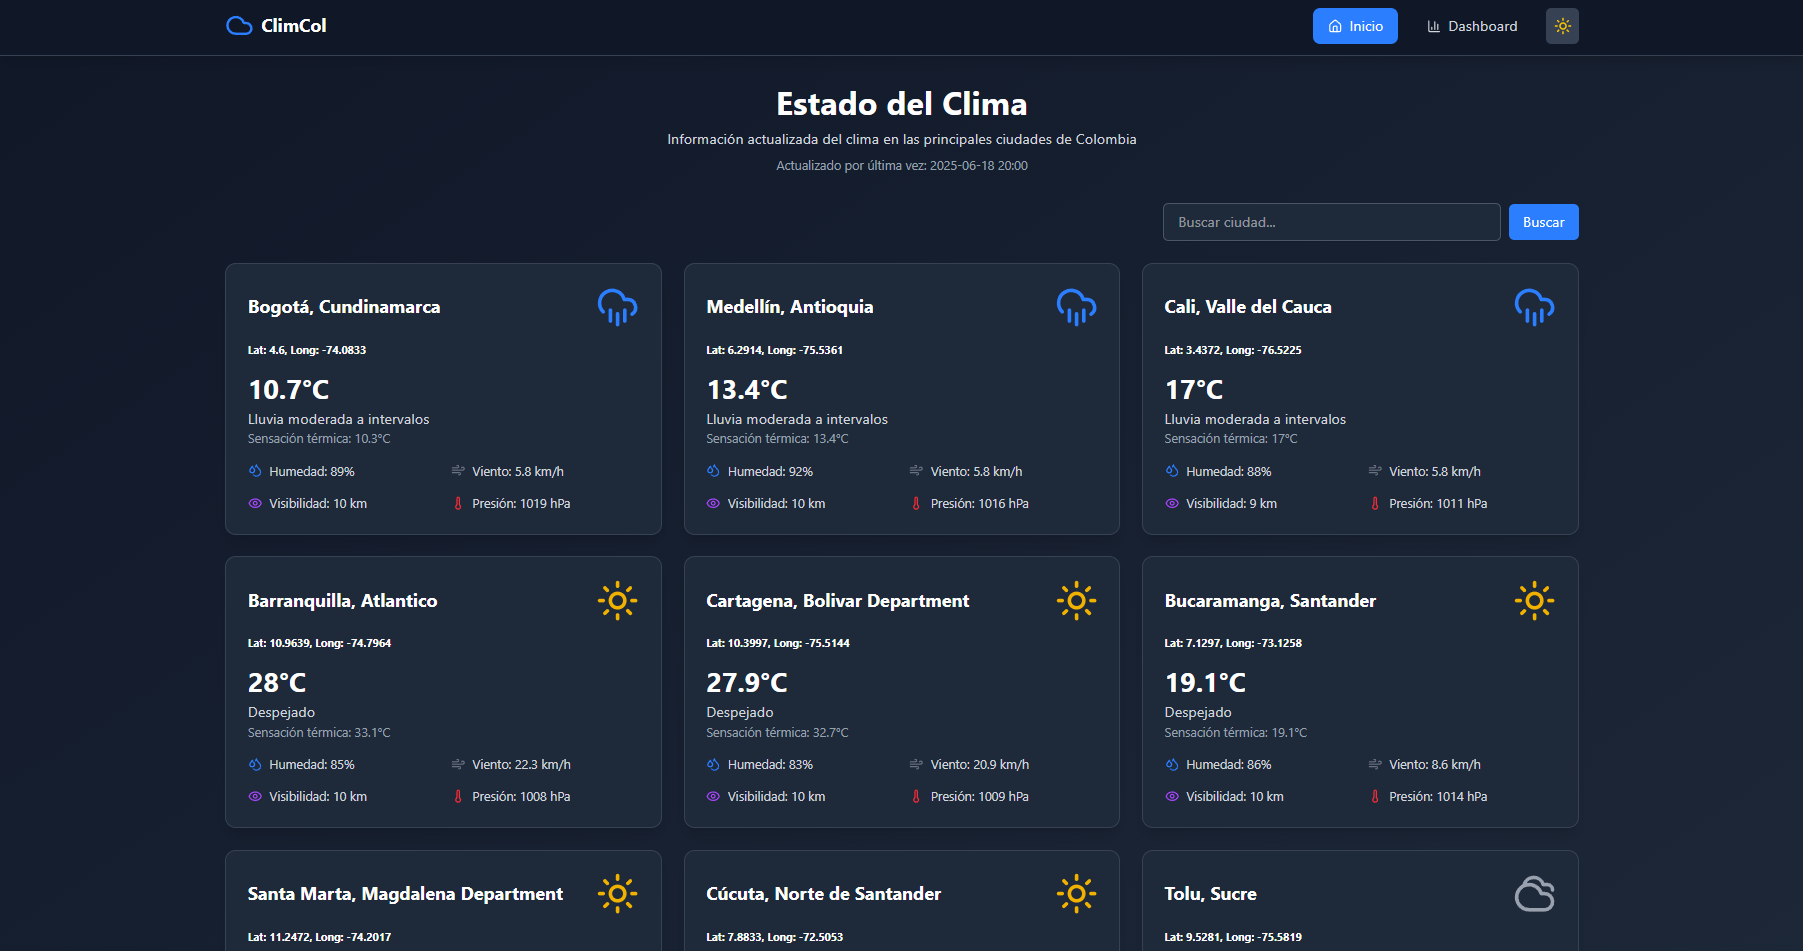 ClimCol
Inicio
Dashboard
Estado del Clima
Información actualizada del clima en las principales ciudades de Colombia
Actualizado por última vez: 2025-06-18 20:00
Buscar ciudad...
Buscar
Bogotá, Cundinamarca
Lat: 4.6, Long: -74.0833
10.7°C
Lluvia moderada a intervalos
Sensación térmica: 10.3°C
Humedad: 89%
Viento: 5.8 km/h
Visibilidad: 10 km
Presión: 1019 hPa
Medellín, Antioquia
Lat: 6.2914, Long: -75.5361
13.4°C
Lluvia moderada a intervalos
Sensación térmica: 13.4°C
Humedad: 92%
Viento: 5.8 km/h
Visibilidad: 10 km
Presión: 1016 hPa
Cali, Valle del Cauca
Lat: 3.4372, Long: -76.5225
17°C
Lluvia moderada a intervalos
Sensación térmica: 17°C
Humedad: 88%
Viento: 5.8 km/h
Visibilidad: 9 km
Presión: 1011 hPa
Barranquilla, Atlantico
Lat: 10.9639, Long: -74.7964
28°C
Despejado
Sensación térmica: 33.1°C
Humedad: 85%
Viento: 22.3 km/h
Visibilidad: 10 km
Presión: 1008 hPa
Cartagena, Bolivar Department
Lat: 10.3997, Long: -75.5144
27.9°C
Despejado
Sensación térmica: 32.7°C
Humedad: 83%
Viento: 20.9 km/h
Visibilidad: 10 km
Presión: 1009 hPa
Bucaramanga, Santander
Lat: 7.1297, Long: -73.1258
19.1°C
Despejado
Sensación térmica: 19.1°C
Humedad: 86%
Viento: 8.6 km/h
Visibilidad: 10 km
Presión: 1014 hPa
Santa Marta, Magdalena Department
Lat: 11.2472, Long: -74.2017
Cúcuta, Norte de Santander
Lat: 7.8833, Long: -72.5053
Tolu, Sucre
Lat: 9.5281, Long: -75.5819